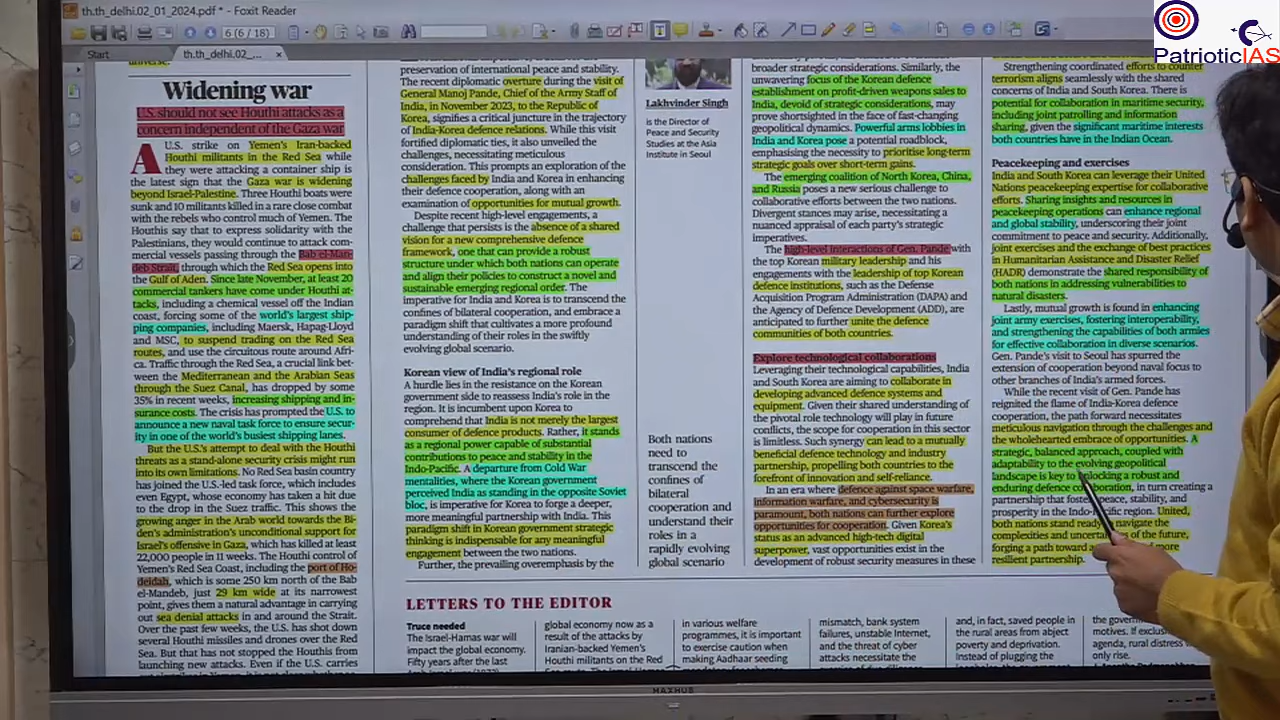 th.th_delhi.02_01_2024.pdf * - Foxit Reader
6 (6 / 18)
PatrioticIAS
Start
th.th_delhi.02_...
universe.
Widening war
U.S. should not see Houthi attacks as a
concern independent of the Gaza war
A U.S. strike on Yemen's Iran-backed
Houthi militants in the Red Sea while
they were attacking a container ship is
the latest sign that the Gaza war is widening
beyond Israel-Palestine. Three Houthi boats were
sunk and 10 militants killed in a rare close combat
with the rebels who control much of Yemen. The
Houthis say that to express solidarity with the
Palestinians, they would continue to attack com-
mercial vessels passing through the Bab el-Man-
deb Strait, through which the Red Sea opens into
the Gulf of Aden. Since late November, at least 20
commercial tankers have come under Houthi at-
tacks, including a chemical vessel off the Indian
coast, forcing some of the world's largest ship-
ping companies, including Maersk, Hapag-Lloyd
and MSC, to suspend trading on the Red Sea
routes, and use the circuitous route around Afri-
ca. Traffic through the Red Sea, a crucial link bet-
ween the Mediterranean and the Arabian Seas
through the Suez Canal, has dropped by some
35% in recent weeks, increasing shipping and in-
surance costs. The crisis has prompted the U.S. to
announce a new naval task force to ensure secur-
ity in one of the world's busiest shipping lanes.
But the U.S.'s attempt to deal with the Houthi
threats as a stand-alone security crisis might run
into its own limitations. No Red Sea basin country
has joined the U.S.-led task force, which includes
even Egypt, whose economy has taken a hit due
to the drop in the Suez traffic. This shows the
growing anger in the Arab world towards the Bi-
den's administration's unconditional support for
Israel's offensive in Gaza, which has killed at least
22,000 people in 11 weeks. The Houthi control of
Yemen's Red Sea Coast, including the port of Ho-
deidah, which is some 250 km north of the Bab
el-Mandeb, just 29 km wide at its narrowest
point, gives them a natural advantage in carrying
out sea denial attacks in and around the Strait.
Over the past few weeks, the U.S. has shot down
several Houthi missiles and drones over the Red
Sea. But that has not stopped the Houthis from
launching new attacks. Even if the U.S. carries
preservation of international peace and stability.
The recent diplomatic overture during the visit of
General Manoj Pande, Chief of the Army Staff of
India, in November 2023, to the Republic of
Korea, signifies a critical juncture in the trajectory
of India-Korea defence relations. While this visit
fortified diplomatic ties, it also unveiled the
challenges, necessitating meticulous
consideration. This prompts an exploration of the
challenges faced by India and Korea in enhancing
their defence cooperation, along with an
examination of opportunities for mutual growth.
Despite recent high-level engagements, a
challenge that persists is the absence of a shared
vision for a new comprehensive defence
framework, one that can provide a robust
structure under which both nations can operate
and align their policies to construct a novel and
sustainable emerging regional order. The
imperative for India and Korea is to transcend the
confines of bilateral cooperation, and embrace a
paradigm shift that cultivates a more profound
understanding of their roles in the swiftly
evolving global scenario.
Korean view of India's regional role
A hurdle lies in the resistance on the Korean
government side to reassess India's role in the
region. It is incumbent upon Korea to
comprehend that India is not merely the largest
consumer of defence products. Rather, it stands
as a regional power capable of substantial
contributions to peace and stability in the
Indo-Pacific. A departure from Cold War
mentalities, where the Korean government
perceived India as standing in the opposite Soviet
bloc, is imperative for Korea to forge a deeper,
more meaningful partnership with India. This
paradigm shift in Korean government strategic
thinking is indispensable for any meaningful
engagement between the two nations.
Further, the prevailing overemphasis by the
Lakhvinder Singh
is the Director of
Peace and Security
Studies at the Asia
Institute in Seoul
Both nations
need to
transcend the
confines of
bilateral
cooperation and
understand their
roles in a
rapidly evolving
global scenario
broader strategic considerations. Similarly, the
unwavering focus of the Korean defence
establishment on profit-driven weapons sales to
India, devoid of strategic considerations, may
prove shortsighted in the face of fast-changing
geopolitical dynamics. Powerful arms lobbies in
India and Korea pose a potential roadblock,
emphasising the necessity to prioritise long-term
strategic goals over short-term gains.
The emerging coalition of North Korea, China,
and Russia poses a new serious challenge to
collaborative efforts between the two nations.
Divergent stances may arise, necessitating a
nuanced appraisal of each party's strategic
imperatives.
The high-level interactions of Gen. Pande with
the top Korean military leadership and his
engagements with the leadership of top Korean
defence institutions, such as the Defense
Acquisition Program Administration (DAPA) and
the Agency of Defence Development (ADD), are
anticipated to further unite the defence
communities of both countries.
Explore technological collaborations
Leveraging their technological capabilities, India
and South Korea are aiming to collaborate in
developing advanced defence systems and
equipment. Given their shared understanding of
the pivotal role technology will play in future
conflicts, the scope for cooperation in this sector
is limitless. Such synergy can lead to a mutually
beneficial defence technology and industry
partnership, propelling both countries to the
forefront of innovation and self-reliance.
In an era where defence against space warfare,
information warfare, and cybersecurity is
paramount, both nations can further explore
opportunities for cooperation. Given Korea's
status as an advanced high-tech digital
superpower, vast opportunities exist in the
development of robust security measures in these
Strengthening coordinated efforts to counter
terrorism aligns seamlessly with the shared
concerns of India and South Korea. There is
potential for collaboration in maritime security,
including joint patrolling and information
sharing, given the significant maritime interests
both countries have in the Indian Ocean.
Peacekeeping and exercises
India and South Korea can leverage their United
Nations peacekeeping expertise for collaborative
efforts. Sharing insights and resources in
peacekeeping operations can enhance regional
and global stability, underscoring their joint
commitment to peace and security. Additionally,
joint exercises and the exchange of best practices
in Humanitarian Assistance and Disaster Relief
(HADR) demonstrate the shared responsibility of
both nations in addressing vulnerabilities to
natural disasters.
Lastly, mutual growth is found in enhancing
joint army exercises, fostering interoperability,
and strengthening the capabilities of both armies
for effective collaboration in diverse scenarios.
Gen. Pande's visit to Seoul has spurred the
extension of cooperation beyond naval focus to
other branches of India's armed forces.
While the recent visit of Gen. Pande has
reignited the flame of India-Korea defence
cooperation, the path forward necessitates
meticulous navigation through the challenges and
the wholehearted embrace of opportunities. A
strategic, balanced approach, coupled with
adaptability to the evolving geopolitical
landscape is key to unlocking a robust and
enduring defence collaboration, in turn creating a
partnership that fosters peace, stability, and
prosperity in the Indo-Pacific region. United,
both nations stand ready to navigate the
complexities and of the future,
forging a path toward a more
resilient partnership.
LETTERS TO THE EDITOR
Truce needed
The Israel-Hamas war will
impact the global economy.
Fifty years after the last
global economy now as a
result of the attacks by
Iranian-backed Yemen's
Houthi militants on the Red
in various welfare
programmes, it is important
to exercise caution when
making Aadhaar seeding
mismatch, bank system
failures, unstable Internet,
and the threat of cyber
attacks necessitate the
and, in fact, saved people in
the rural areas from abject
poverty and deprivation.
Instead of plugging the
the
motives. If
agenda, rural
only rise.
MAXHUB